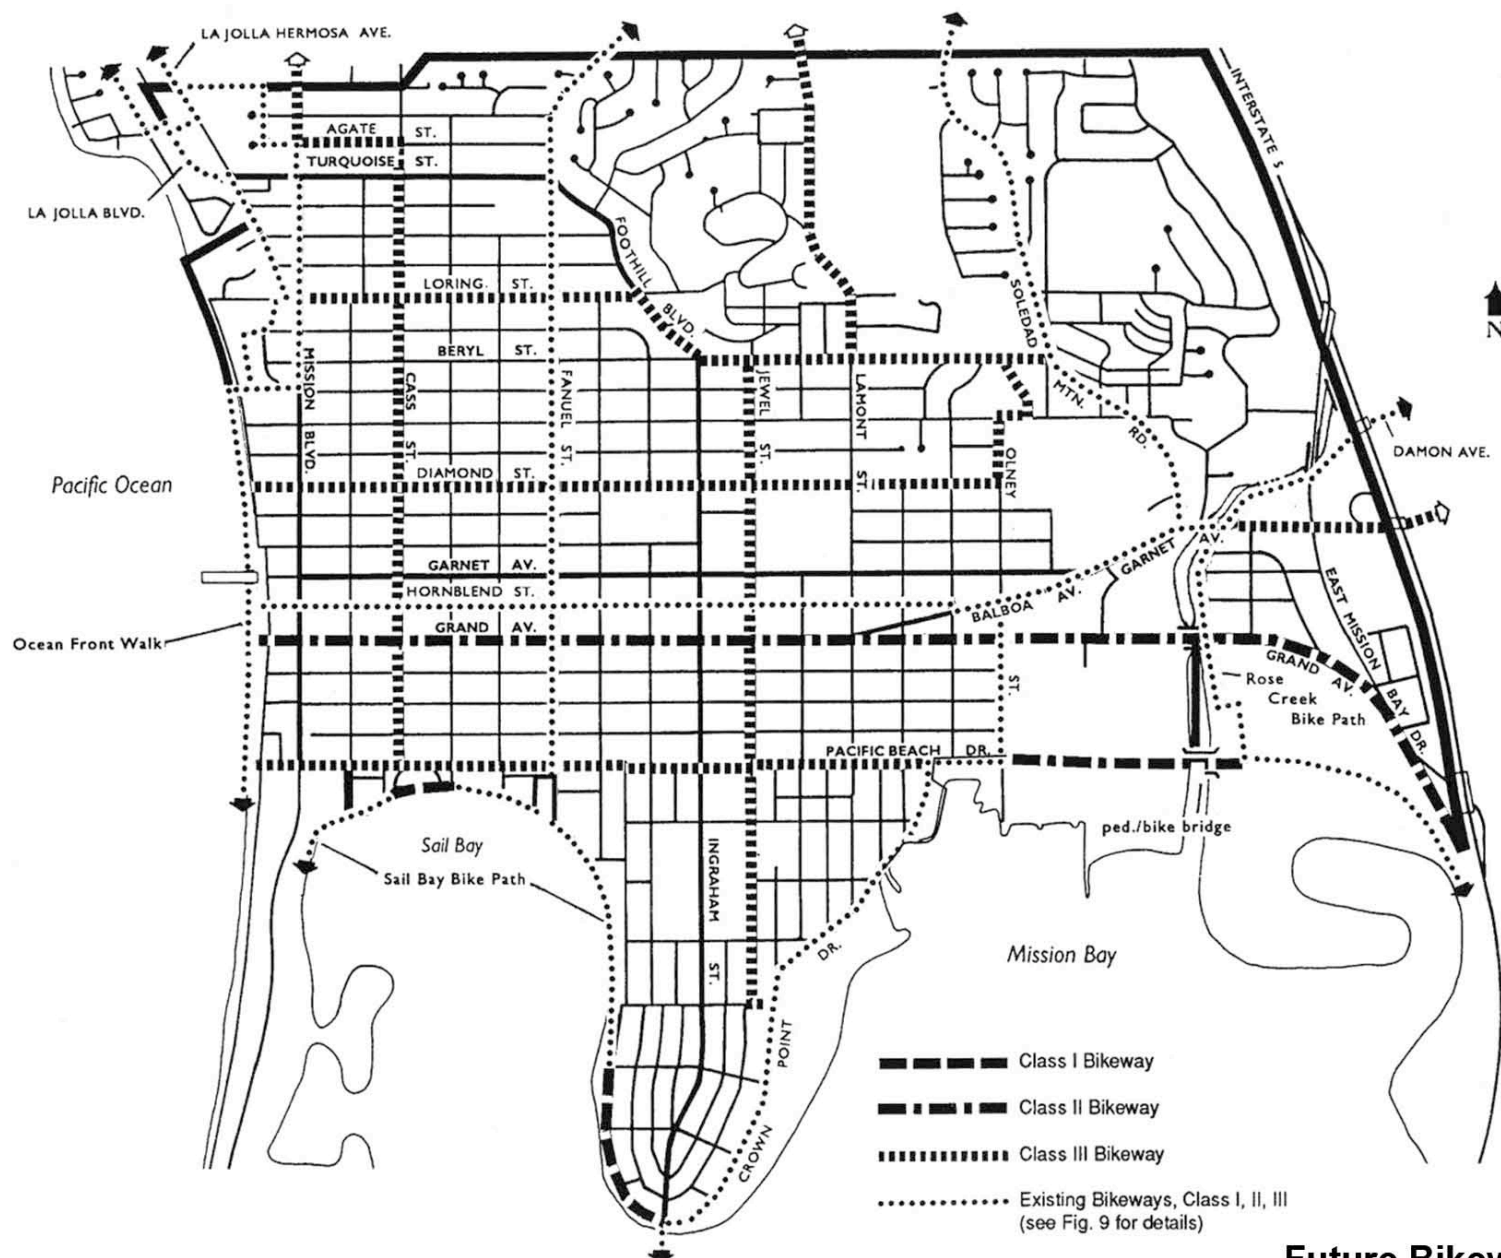 LA JOLLA HERMOSA AVE.
INTERSTATE 5
AGATE ST.
TURQUOISE ST.
LA JOLLA BLVD.
FOOTHILL BLVD.
LORING ST.
SOLEDAD MTN. RD.
N
BERYL ST.
MISSION BLVD.
CASS ST.
FANUEL ST.
JEWEL ST.
LAMONT ST.
OLNEY ST.
DAMON AVE.
DIAMOND ST.
Pacific Ocean
GARNET AV.
GARNET AV.
HORNBLEND ST.
BALBOA AV.
EAST MISSION BAY DR.
GRAND AV.
Ocean Front Walk
GRAND AV.
Rose
Creek
Bike Path
PACIFIC BEACH DR.
ped./bike bridge
Sail Bay
INGRAHAM ST.
Sail Bay Bike Path
Mission Bay
CROWN POINT DR.
Class I Bikeway
Class II Bikeway
Class III Bikeway
Existing Bikeways, Class I, II, III
(see Fig. 9 for details)